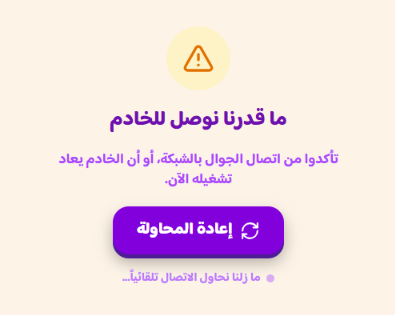 ما قدرنا نوصل للخادم
تأكدوا من اتصال الجوال بالشبكة، أو أن الخادم يعاد
تشغيله الآن.
إعادة المحاولة
ما زلنا نحاول الاتصال تلقائياً...